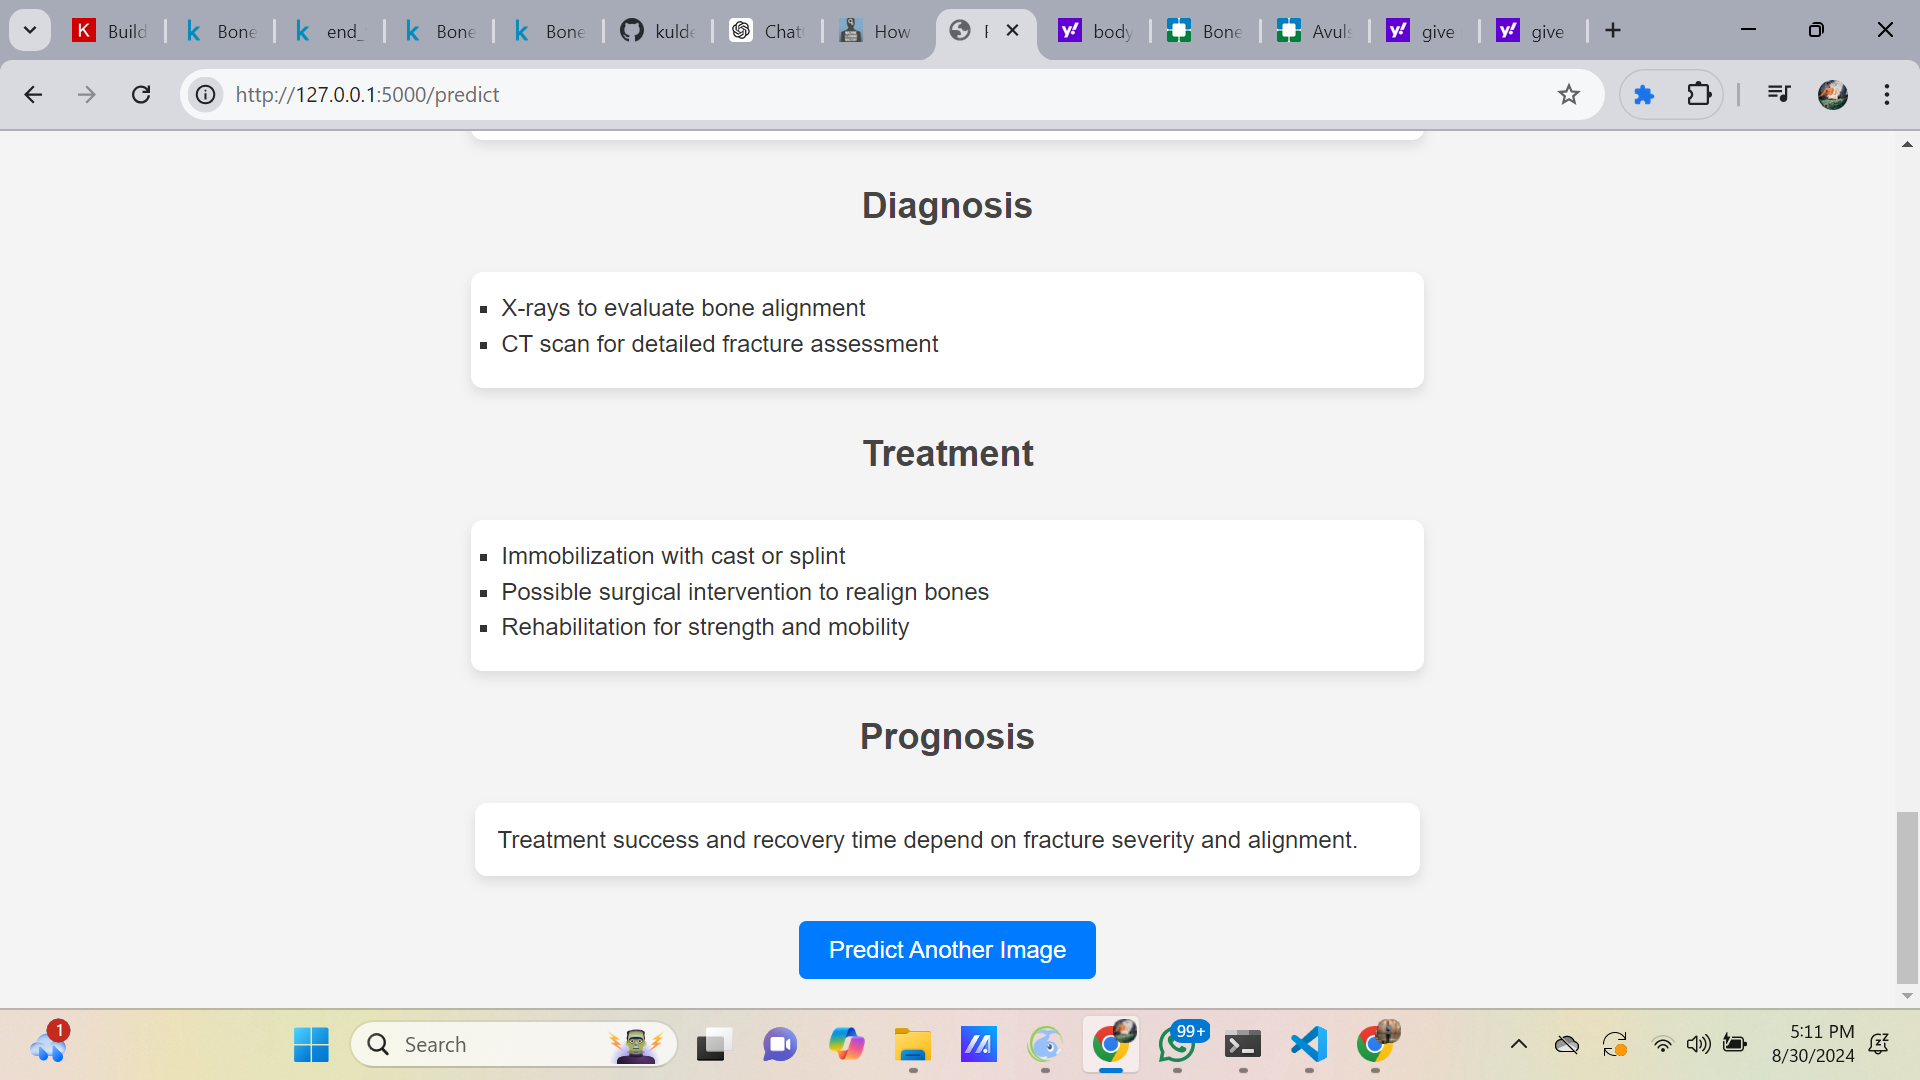 K Build
k Bone
k end_
k Bone
k Bone
kulde
Chat
How
y! body
Bone
Avuls
y! give
y! give
http://127.0.0.1:5000/predict
Diagnosis
X-rays to evaluate bone alignment
CT scan for detailed fracture assessment
Treatment
Immobilization with cast or splint
Possible surgical intervention to realign bones
Rehabilitation for strength and mobility
Prognosis
Treatment success and recovery time depend on fracture severity and alignment.
Predict Another Image
1
Search
99+
5:11 PM
8/30/2024